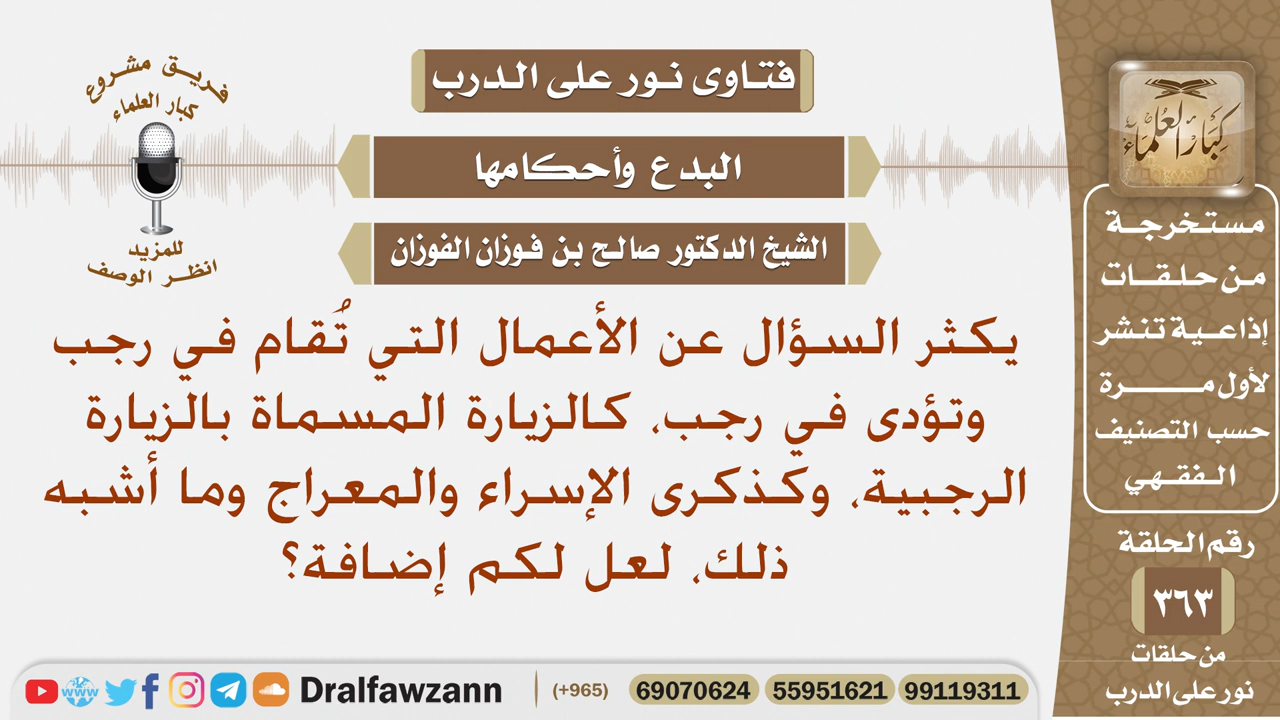 فتاوى نور على الدرب
البدع وأحكامها
الشيخ الدكتور صالح بن فوزان الفوزان
فريق مشروع
كبار العلماء
للمزيد
انظر الوصف
يكثر السؤال عن الأعمال التي تُقام في رجب
وتؤدى في رجب، كالزيارة المسماة بالزيارة
الرجبية، وكذكرى الإسراء والمعراج وما أشبه
ذلك، لعل لكم إضافة؟
كبار العلماء
مستخرجة
من حلقات
إذاعية تنشر
لأول مرة
حسب التصنيف
الفقهي
رقم الحلقة
٣٦٣
من حلقات
نور على الدرب
www Dralfawzann (+965) 69070624 55951621 99119311